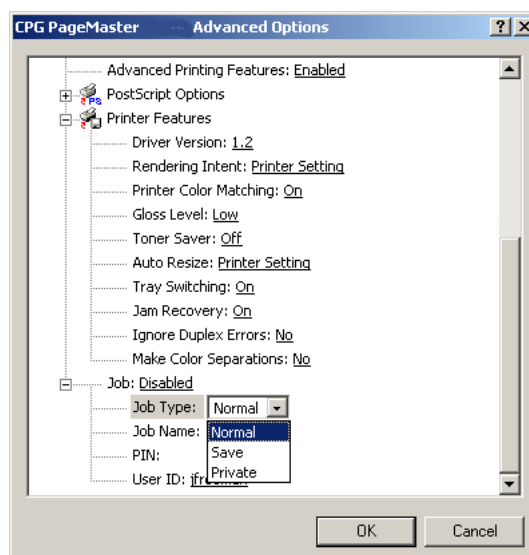 CPG PageMaster Advanced Options
Advanced Printing Features: Enabled
PS PostScript Options
Printer Features
Driver Version: 1.2
Rendering Intent: Printer Setting
Printer Color Matching: On
Gloss Level: Low
Toner Saver: Off
Auto Resize: Printer Setting
Tray Switching: On
Jam Recovery: On
Ignore Duplex Errors: No
Make Color Separations: No
Job: Disabled
Job Type: Normal
Job Name: Normal
PIN: Save
Private
User ID:
OK Cancel